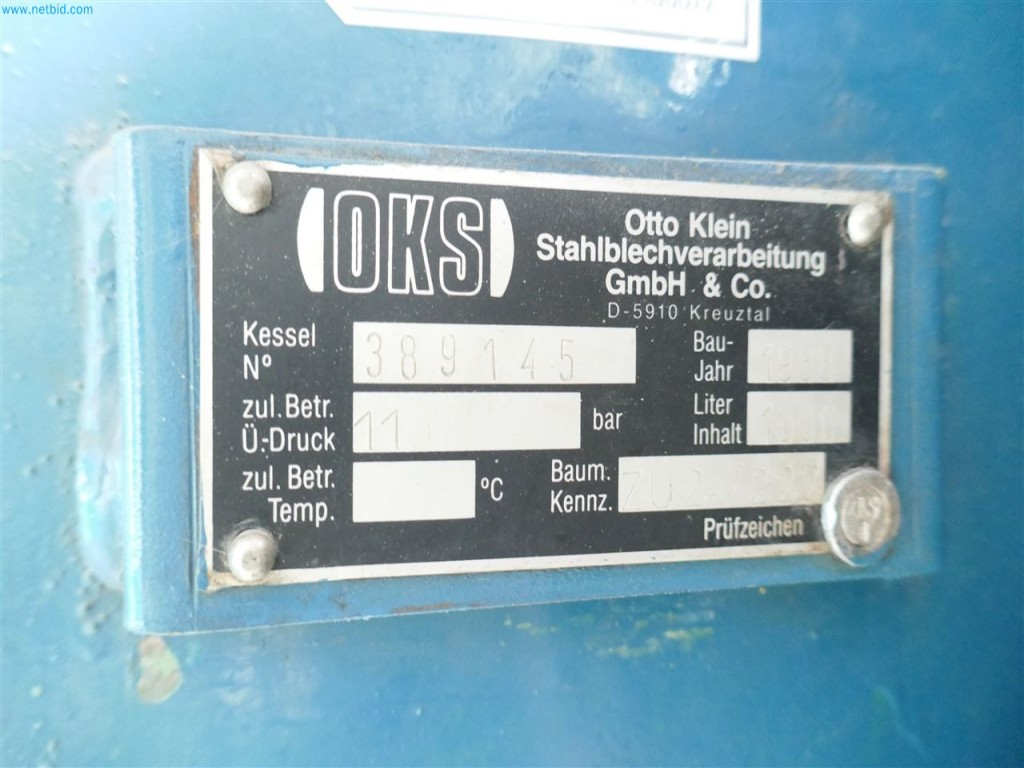 www.netbid.com
OKS
Otto Klein
Stahlblechverarbeitung
GmbH & Co.
D-5910 Kreuztal
Kessel
Nº
389145
Bau-
Jahr
zul. Betr.
Ü.-Druck
11
bar
Liter
Inhalt
zul. Betr.
Temp.
°C
Baum.
Kennz.
Prüfzeichen